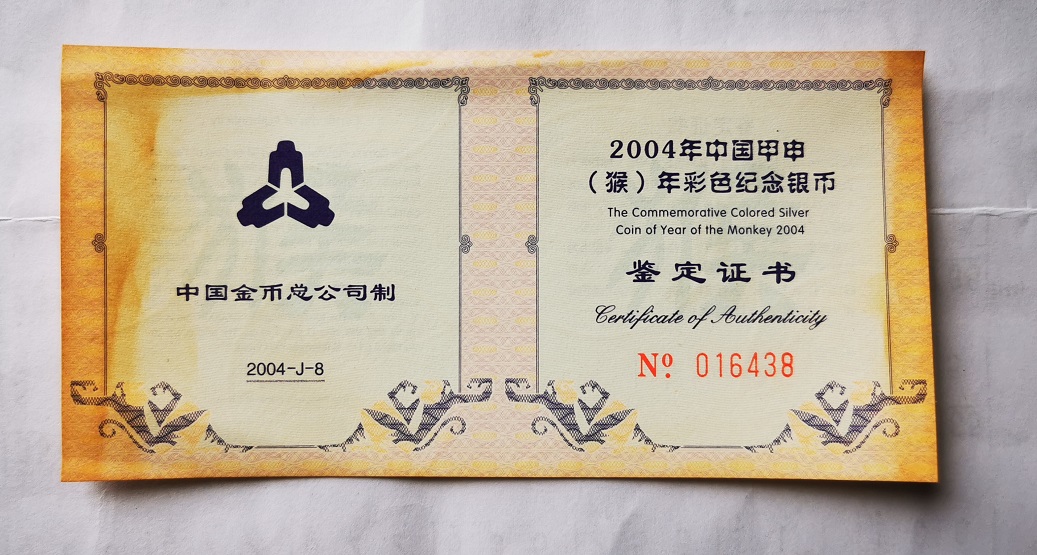 中国金币总公司制
2004-J-8
2004年中国甲申
（猴）年彩色纪念银币
The Commemorative Colored Silver
Coin of Year of the Monkey 2004
鉴定证书
Certificate of Authenticity
Nº. 016438